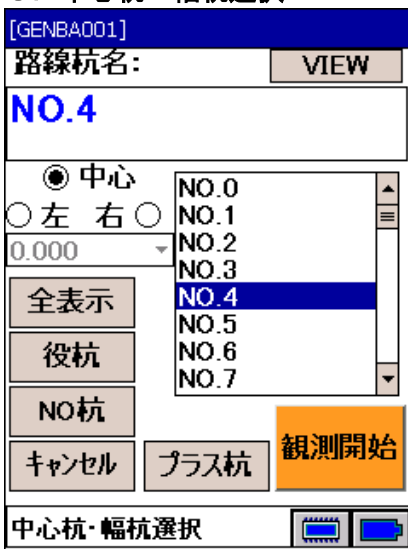 [GENBA001]
路線杭名:
VIEW
NO.4
中心
左 右
0.000
NO.0
NO.1
NO.2
NO.3
NO.4
NO.5
NO.6
NO.7
全表示
役杭
NO杭
キャンセル
プラス杭
観測開始
中心杭・幅杭選択